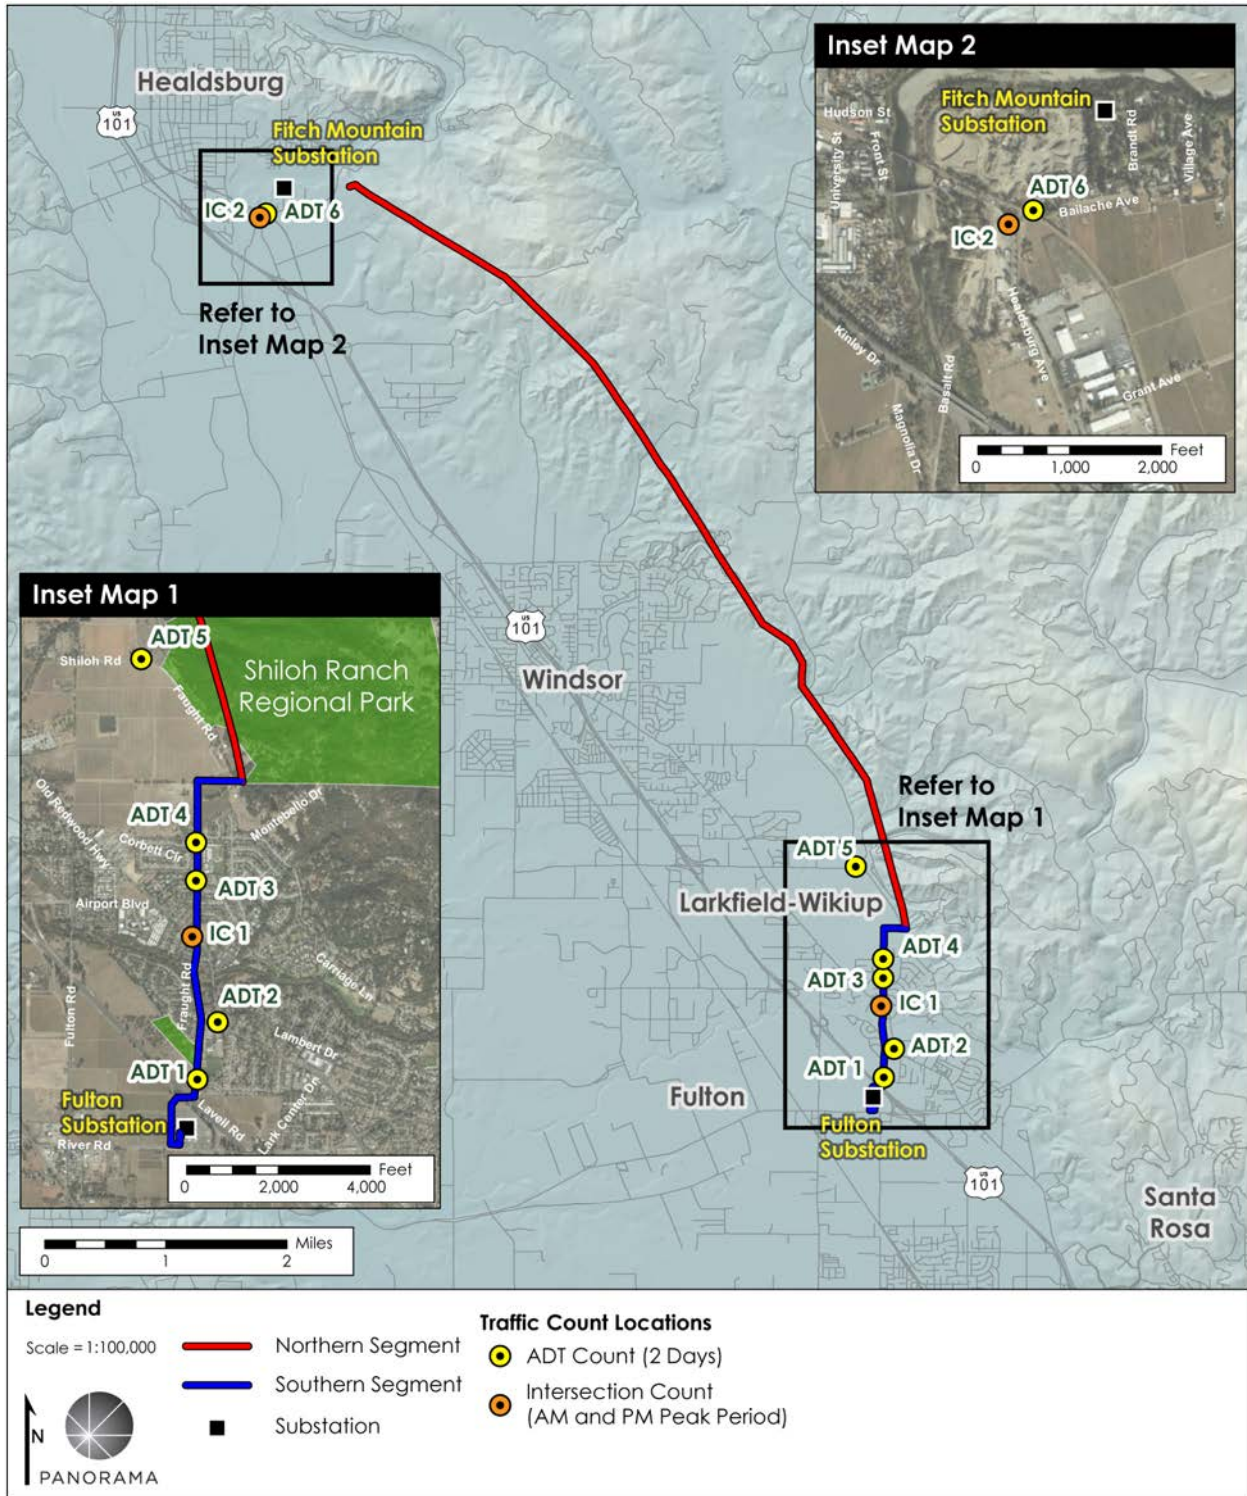 Healdsburg
US
101
Fitch Mountain
Substation
IC 2
ADT 6
Refer to
Inset Map 2
Inset Map 2
Fitch Mountain
Substation
Hudson St
University St
Front St
Brandt Rd
Village Ave
ADT 6
Bailache Ave
IC 2
Healdsburg Ave
Kinley Dr
Basalt Rd
Magnolia Dr
Grant Ave
0 1,000 2,000 Feet
US
101
Windsor
Inset Map 1
ADT 5
Shiloh Rd
Shiloh Ranch
Regional Park
Faught Rd
ADT 4
Montebello Dr
Old Redwood Hwy
Corbett Cir
ADT 3
Airport Blvd
IC 1
Carriage Ln
Fraught Rd
ADT 2
Fulton Rd
Lambert Dr
ADT 1
Fulton
Substation
Lavell Rd
Lark Center Dr
River Rd
0 2,000 4,000 Feet
0 1 2 Miles
Refer to
Inset Map 1
ADT 5
Larkfield-Wikiup
ADT 4
ADT 3
IC 1
ADT 2
ADT 1
Fulton
Fulton
Substation
US
101
Santa
Rosa
Legend
Scale = 1:100,000
Northern Segment
Southern Segment
Substation
Traffic Count Locations
ADT Count (2 Days)
Intersection Count
(AM and PM Peak Period)
N
PANORAMA